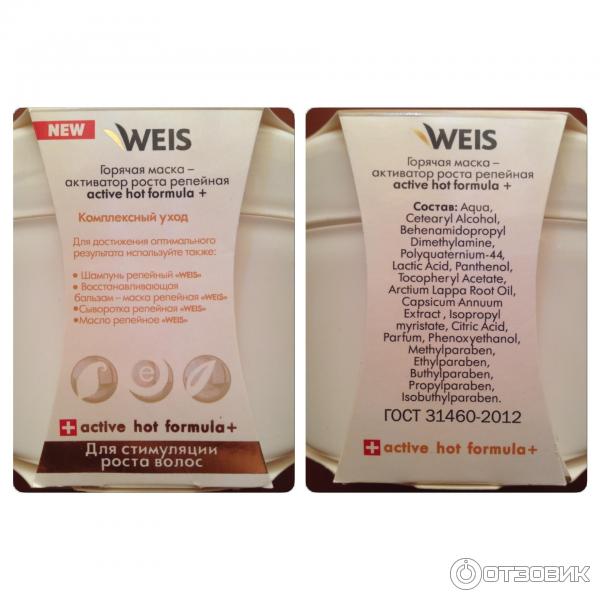 NEW
WEIS
Горячая маска –
активатор роста репейная
active hot formula +
Комплексный уход
Для достижения оптимального
результата используйте также:
• Шампунь репейный «WEIS»
• Восстанавливающая
бальзам – маска репейная «WEIS»
•Сыворотка репейная «WEIS»
•Масло репейное «WEIS»
e
active hot formula+
Для стимуляции
роста волос
WEIS
Горячая маска –
активатор роста репейная
active hot formula +
Состав: Aqua,
Cetearyl Alcohol,
Behenamidopropyl
Dimethylamine,
Polyquaternium-44,
Lactic Acid, Panthenol,
Tocopheryl Acetate,
Arctium Lappa Root Oil,
Capsicum Annuum
Extract , Isopropyl
myristate, Citric Acid,
Parfum, Phenoxyethanol,
Methylparaben,
Ethylparaben,
Buthylparaben,
Propylparaben,
Isobuthylparaben.
ГОСТ 31460-2012
active hot formula+
ОТЗОВИК